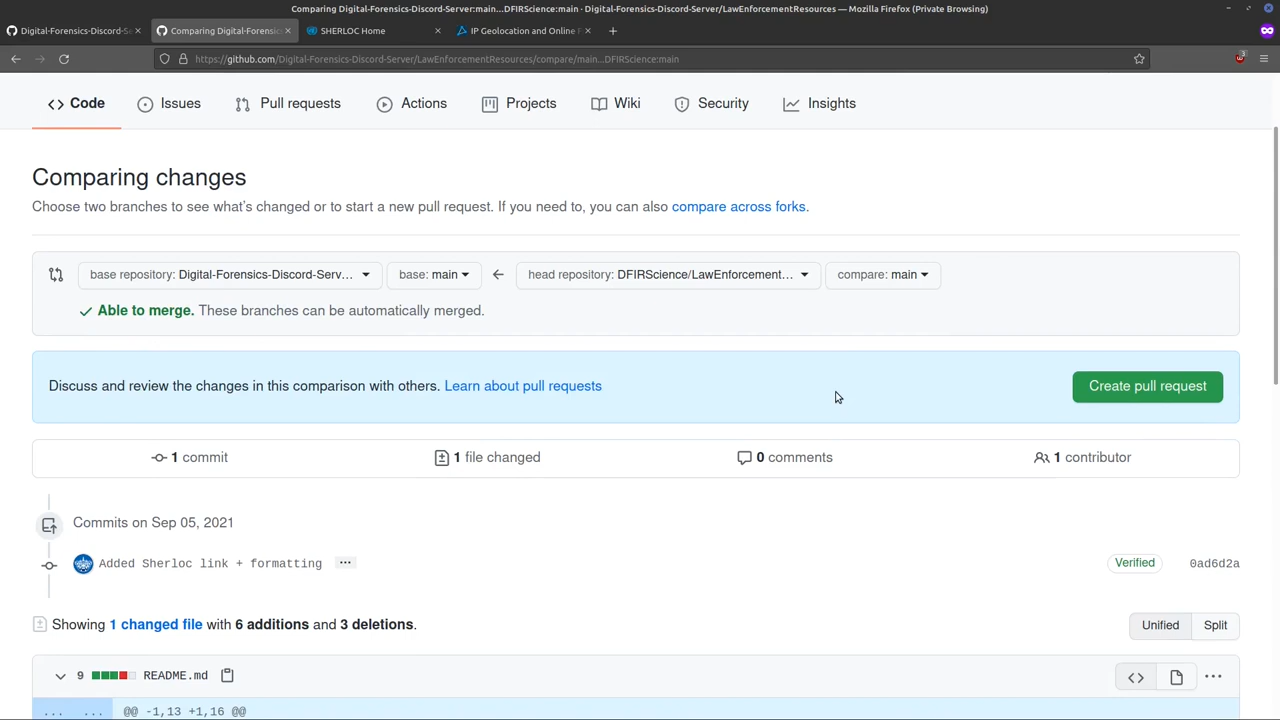 Comparing Digital-Forensics-Discord-Server:main...DFIRScience:main · Digital-Forensics-Discord-Server/LawEnforcementResources — Mozilla Firefox (Private Browsing)
Digital-Forensics-Discord-S
Comparing Digital-Forens
SHERLOC Home
IP Geolocation and Online
https://github.com/Digital-Forensics-Discord-Server/LawEnforcementResources/compare/main...DFIRScience:main
3
Code
Issues
Pull requests
Actions
Projects
Wiki
Security
Insights
Comparing changes
Choose two branches to see what's changed or to start a new pull request. If you need to, you can also compare across forks.
base repository: Digital-Forensics-Discord-Serv...
base: main
head repository: DFIRScience/LawEnforcement...
compare: main
Able to merge. These branches can be automatically merged.
Discuss and review the changes in this comparison with others. Learn about pull requests
Create pull request
1 commit
1 file changed
0 comments
1 contributor
Commits on Sep 05, 2021
Added Sherloc link + formatting
...
Verified
0ad6d2a
Showing 1 changed file with 6 additions and 3 deletions.
Unified
Split
9
README.md
... ... @@ -1,13 +1,16 @@